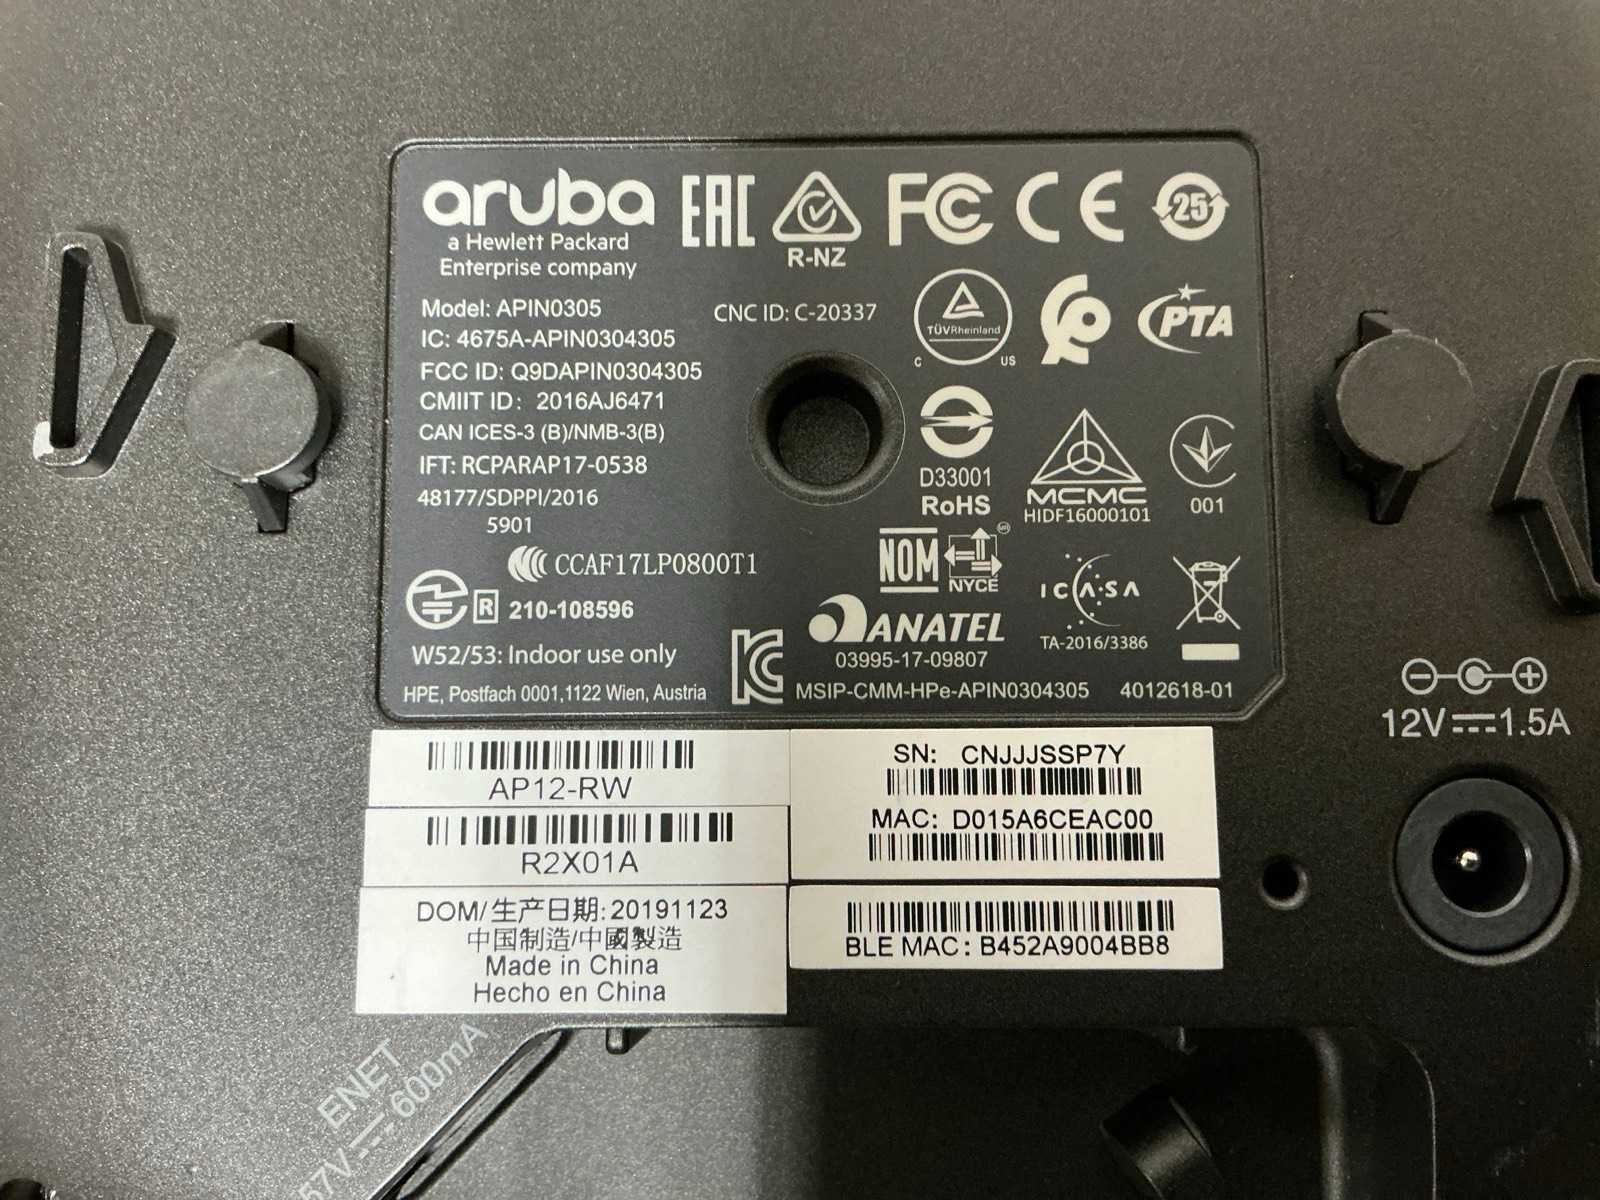 aruba
a Hewlett Packard
Enterprise company
EAC
R-NZ
FC
CE
25
Model: APIN0305
CNC ID: C-20337
IC: 4675A-APIN0304305
FCC ID: Q9DAPIN0304305
CMIIT ID: 2016AJ6471
CAN ICES-3 (B)/NMB-3(B)
IFT: RCPARAP17-0538
48177/SDPPI/2016
5901
CCAF17LP0800T1
R 210-108596
W52/53: Indoor use only
HPE, Postfach 0001,1122 Wien, Austria
TÜVRheinland
C US
PTA
D33001
RoHS
MCMC
HIDF16000101
001
NOM
NYCE
ICASA
TA-2016/3386
ANATEL
03995-17-09807
MSIP-CMM-HPe-APIN0304305
4012618-01
12V 1.5A
AP12-RW
R2X01A
DOM/生产日期: 20191123
中国制造/中國製造
Made in China
Hecho en China
SN: CNJJJSSP7Y
MAC: D015A6CEAC00
BLE MAC: B452A9004BB8
ENET
57V 600mA